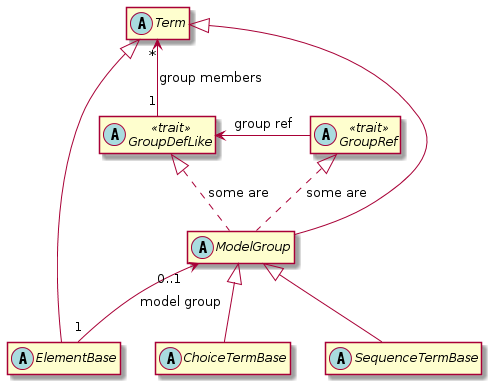 A Term
*
group members
1
A «trait»
GroupDefLike
group ref
A «trait»
GroupRef
some are
some are
A ModelGroup
0..1
model group
1
A ElementBase
A ChoiceTermBase
A SequenceTermBase